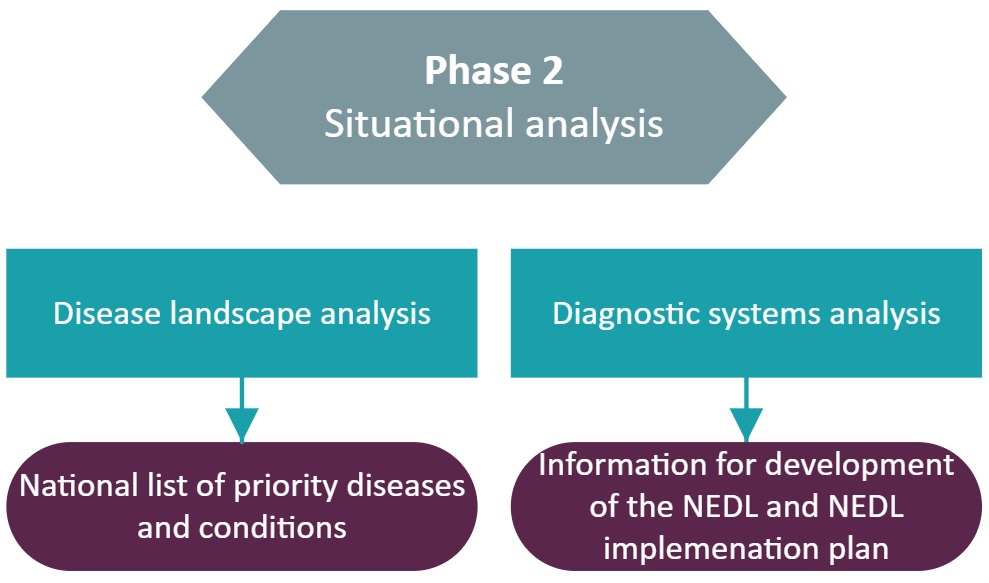 Phase 2
Situational analysis
Disease landscape analysis
Diagnostic systems analysis
National list of priority diseases
and conditions
Information for development
of the NEDL and NEDL
implemenation plan